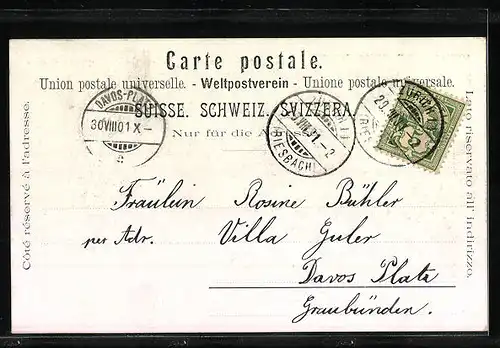 Carte postale.
Union postale universelle. - Weltpostverein - Unione postale universale.
SUISSE. SCHWEIZ. SVIZZERA.
Nur für die
DAVOS-PLATZ
30 VIII 01 X-
(RIESBACH)
Côté réservé à l'adresse.
Lato riservato all' indirizzo.
Fräulein Rosine Bühler
per Adr. Villa Guler
Davos Platz
Graubünden.